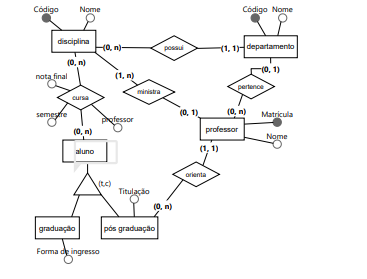 Código Nome
Código Nome
disciplina
(0, n)
possui
(1, 1)
departamento
(0, n)
(1, n)
(0, 1)
nota final
cursa
ministra
pertence
semestre
professor
(0, 1)
(0, n)
Matrícula
(0, n)
professor
Nome
aluno
(1, 1)
orienta
(t,c)
Titulação
(0, n)
graduação
pós graduação
Forma de ingresso